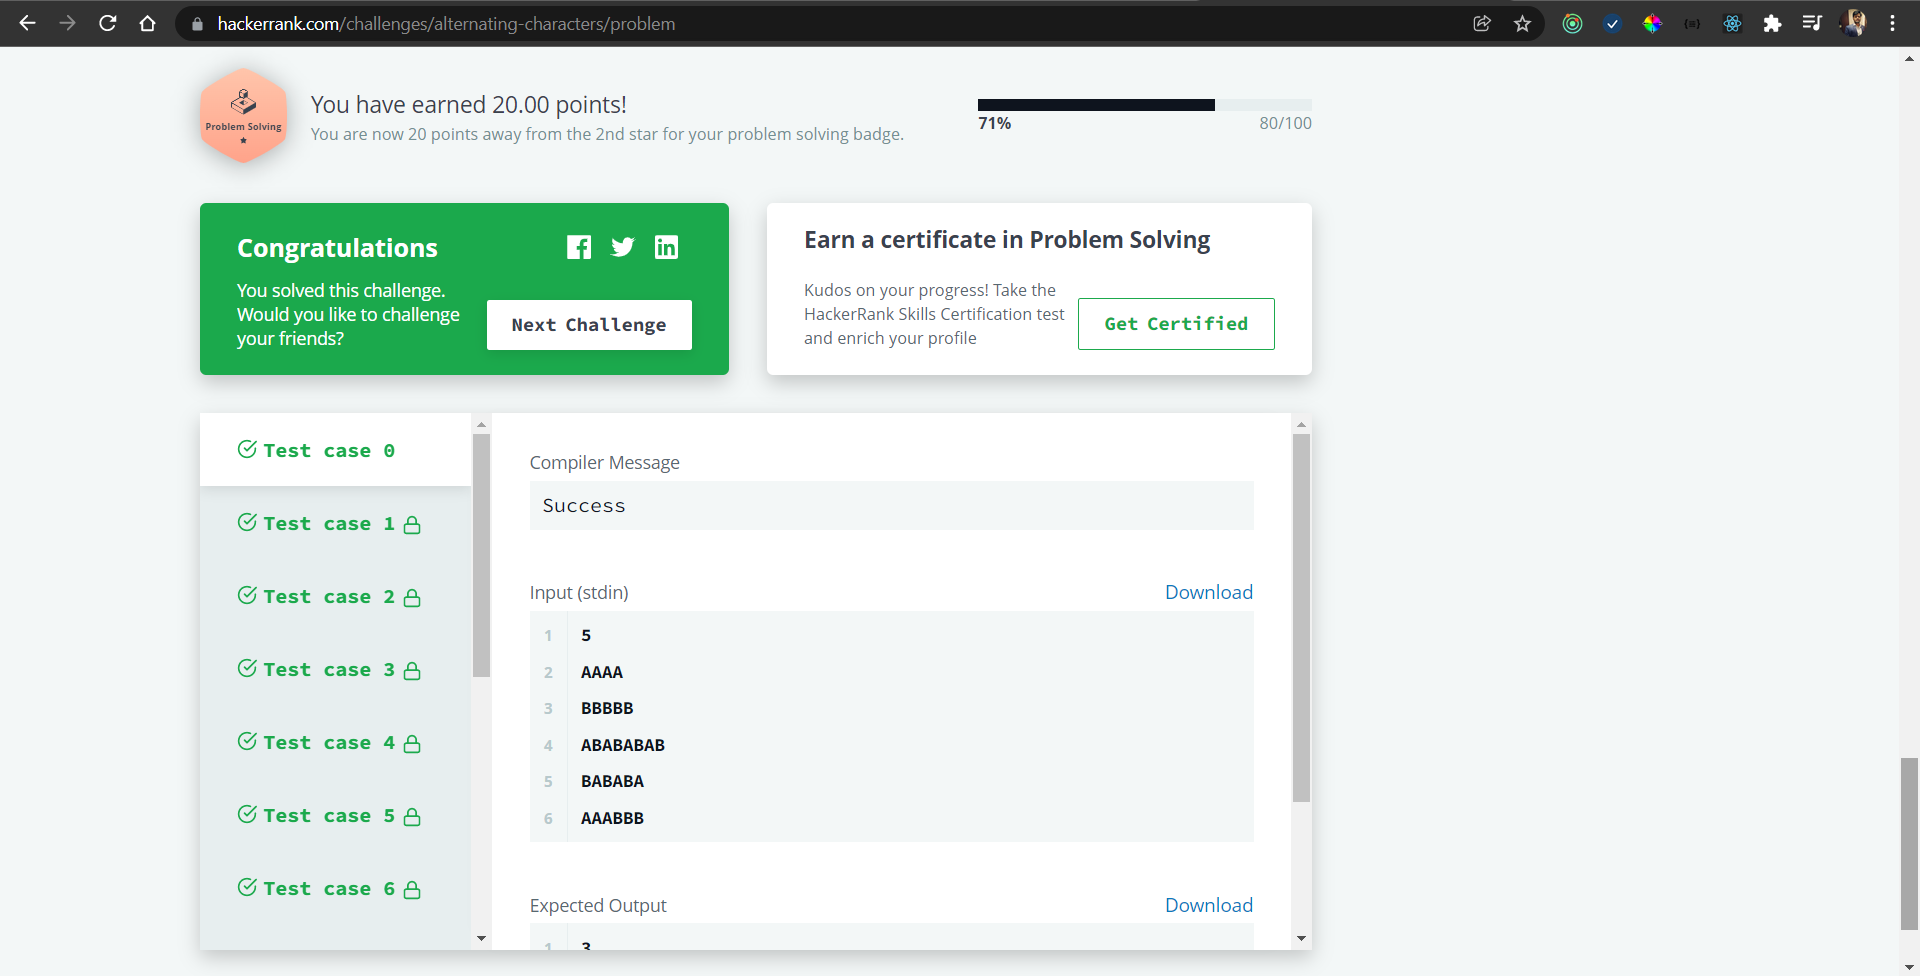 hackerrank.com/challenges/alternating-characters/problem
Problem Solving
You have earned 20.00 points!
You are now 20 points away from the 2nd star for your problem solving badge.
71%
80/100
Congratulations
You solved this challenge.
Would you like to challenge
your friends?
Next Challenge
Earn a certificate in Problem Solving
Kudos on your progress! Take the
HackerRank Skills Certification test
and enrich your profile
Get Certified
Test case 0
Test case 1
Test case 2
Test case 3
Test case 4
Test case 5
Test case 6
Compiler Message
Success
Input (stdin)
Download
1 5
2 AAAA
3 BBBBB
4 ABABABAB
5 BABABA
6 AAABBB
Expected Output
Download
1 3